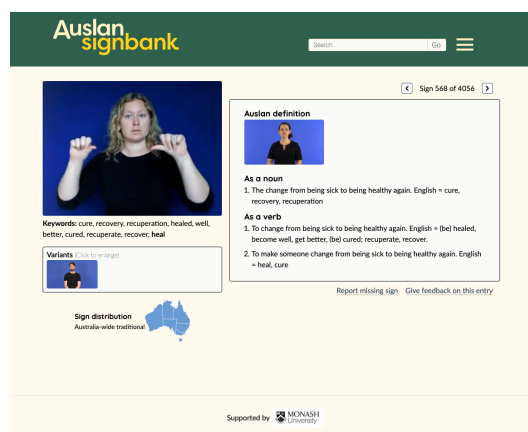 Auslan
signbank
Search...
Go
Sign 568 of 4056
Keywords: cure, recovery, recuperation, healed, well,
better, cured, recuperate, recover, heal
Variants (Click to enlarge)
Sign distribution
Australia-wide traditional
Auslan definition
As a noun
1. The change from being sick to being healthy again. English = cure,
recovery, recuperation
As a verb
1. To change from being sick to being healthy again. English = (be) healed,
become well, get better, (be) cured; recuperate, recover.
2. To make someone change from being sick to being healthy again. English
= heal, cure
Report missing sign Give feedback on this entry
Supported by MONASH
University